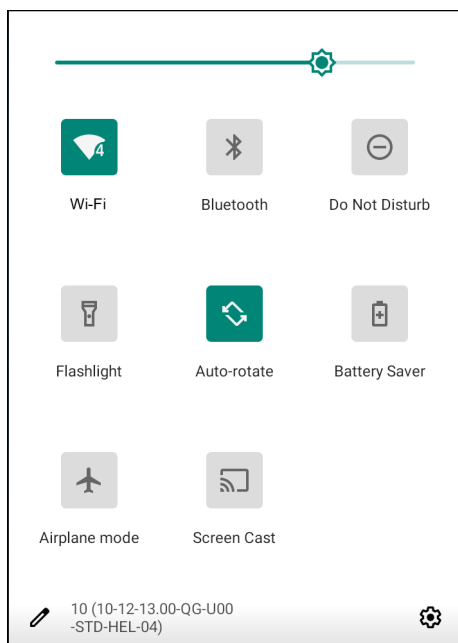 4
Wi-Fi
Bluetooth
Do Not Disturb
Flashlight
Auto-rotate
Battery Saver
Airplane mode
Screen Cast
10 (10-12-13.00-QG-U00
-STD-HEL-04)